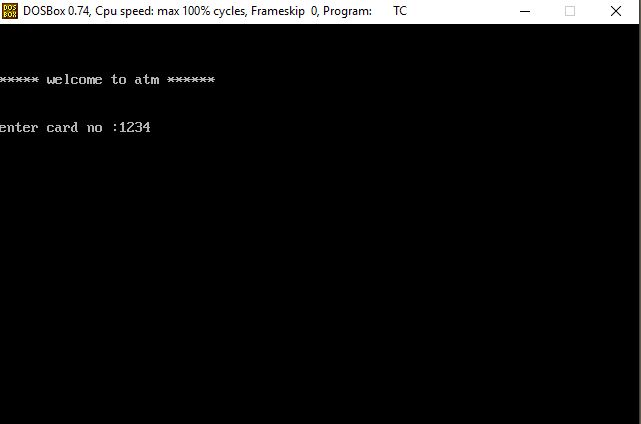 DOS BOX
DOSBox 0.74, Cpu speed: max 100% cycles, Frameskip 0, Program: TC
***** welcome to atm ******
enter card no :1234